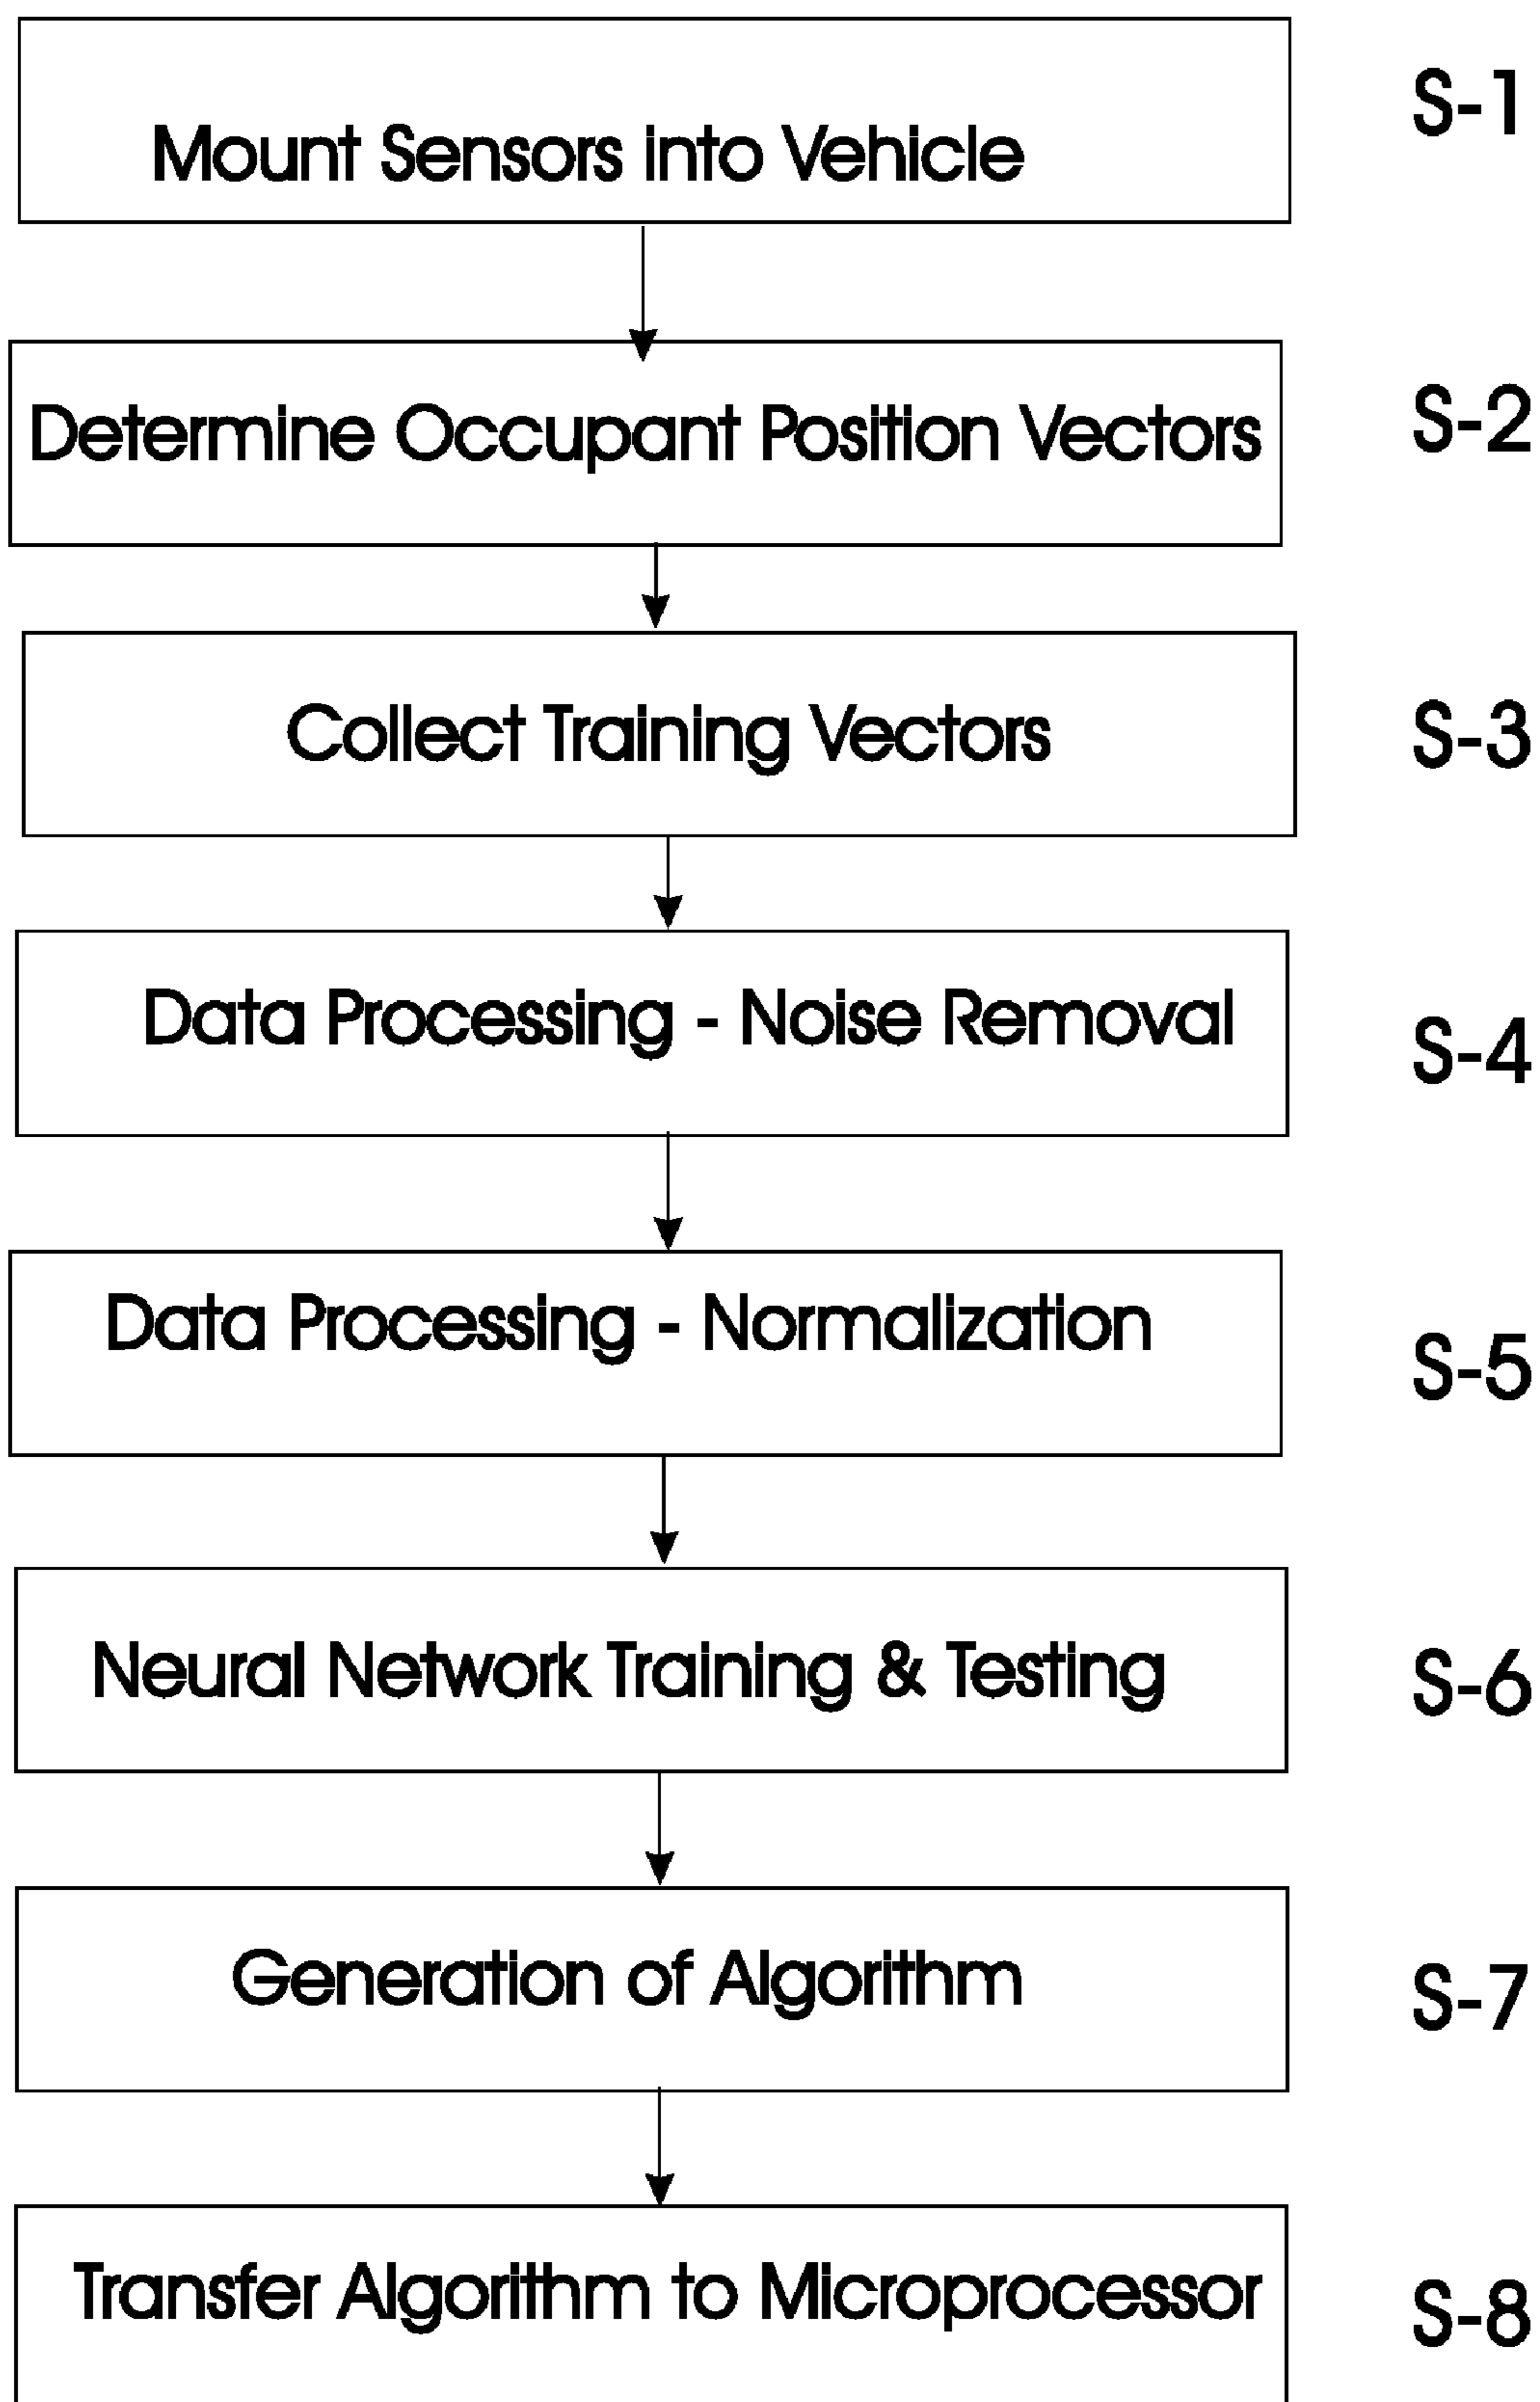 Mount Sensors into Vehicle
S-1
Determine Occupant Position Vectors
S-2
Collect Training Vectors
S-3
Data Processing - Noise Removal
S-4
Data Processing - Normalization
S-5
Neural Network Training & Testing
S-6
Generation of Algorithm
S-7
Transfer Algorithm to Microprocessor
S-8